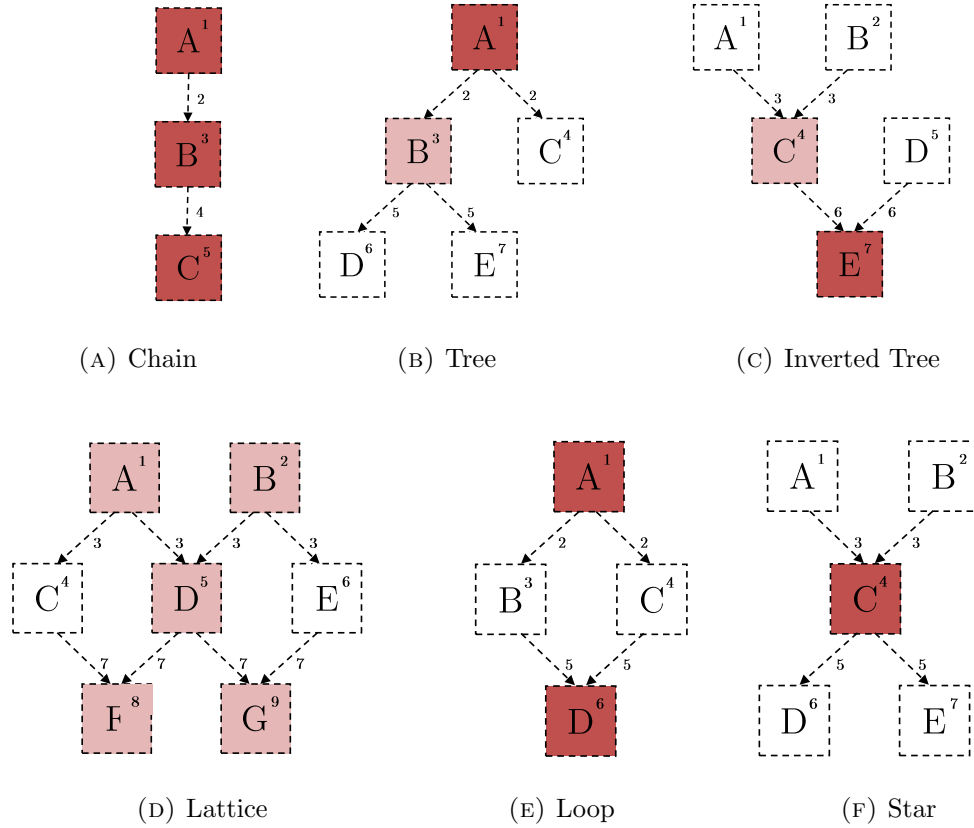 A 1
2
B 3
4
C 5
(A) Chain
A 1
2 2
B 3 C 4
5 5
D 6 E 7
(B) Tree
A 1 B 2
3 3
C 4 D 5
6 6
E 7
(C) Inverted Tree
A 1 B 2
3 3 3 3
C 4 D 5 E 6
7 7 7 7
F 8 G 9
(D) Lattice
A 1
2 2
B 3 C 4
5 5
D 6
(E) Loop
A 1 B 2
3 3
C 4
5 5
D 6 E 7
(F) Star